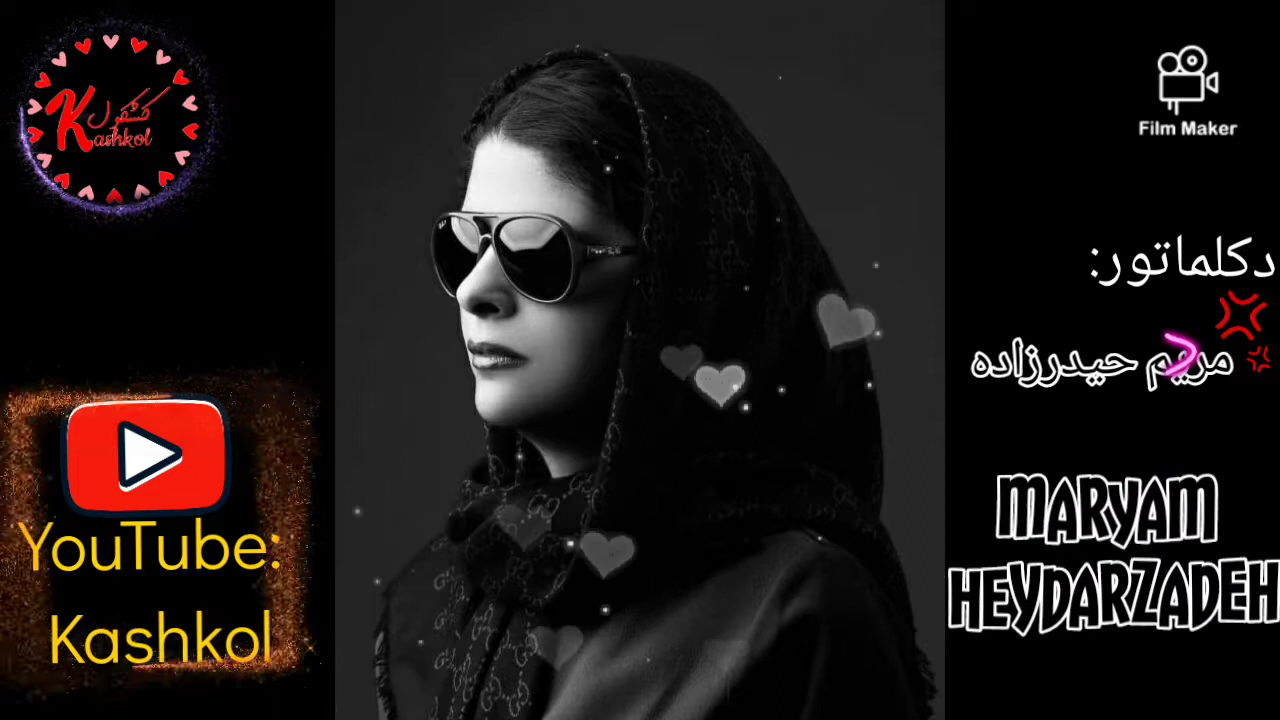 کشکول
Kashkol
Film Maker
دکلماتور:
مریم حیدرزاده
MARYAM
HEYDARZADEH
YouTube:
Kashkol